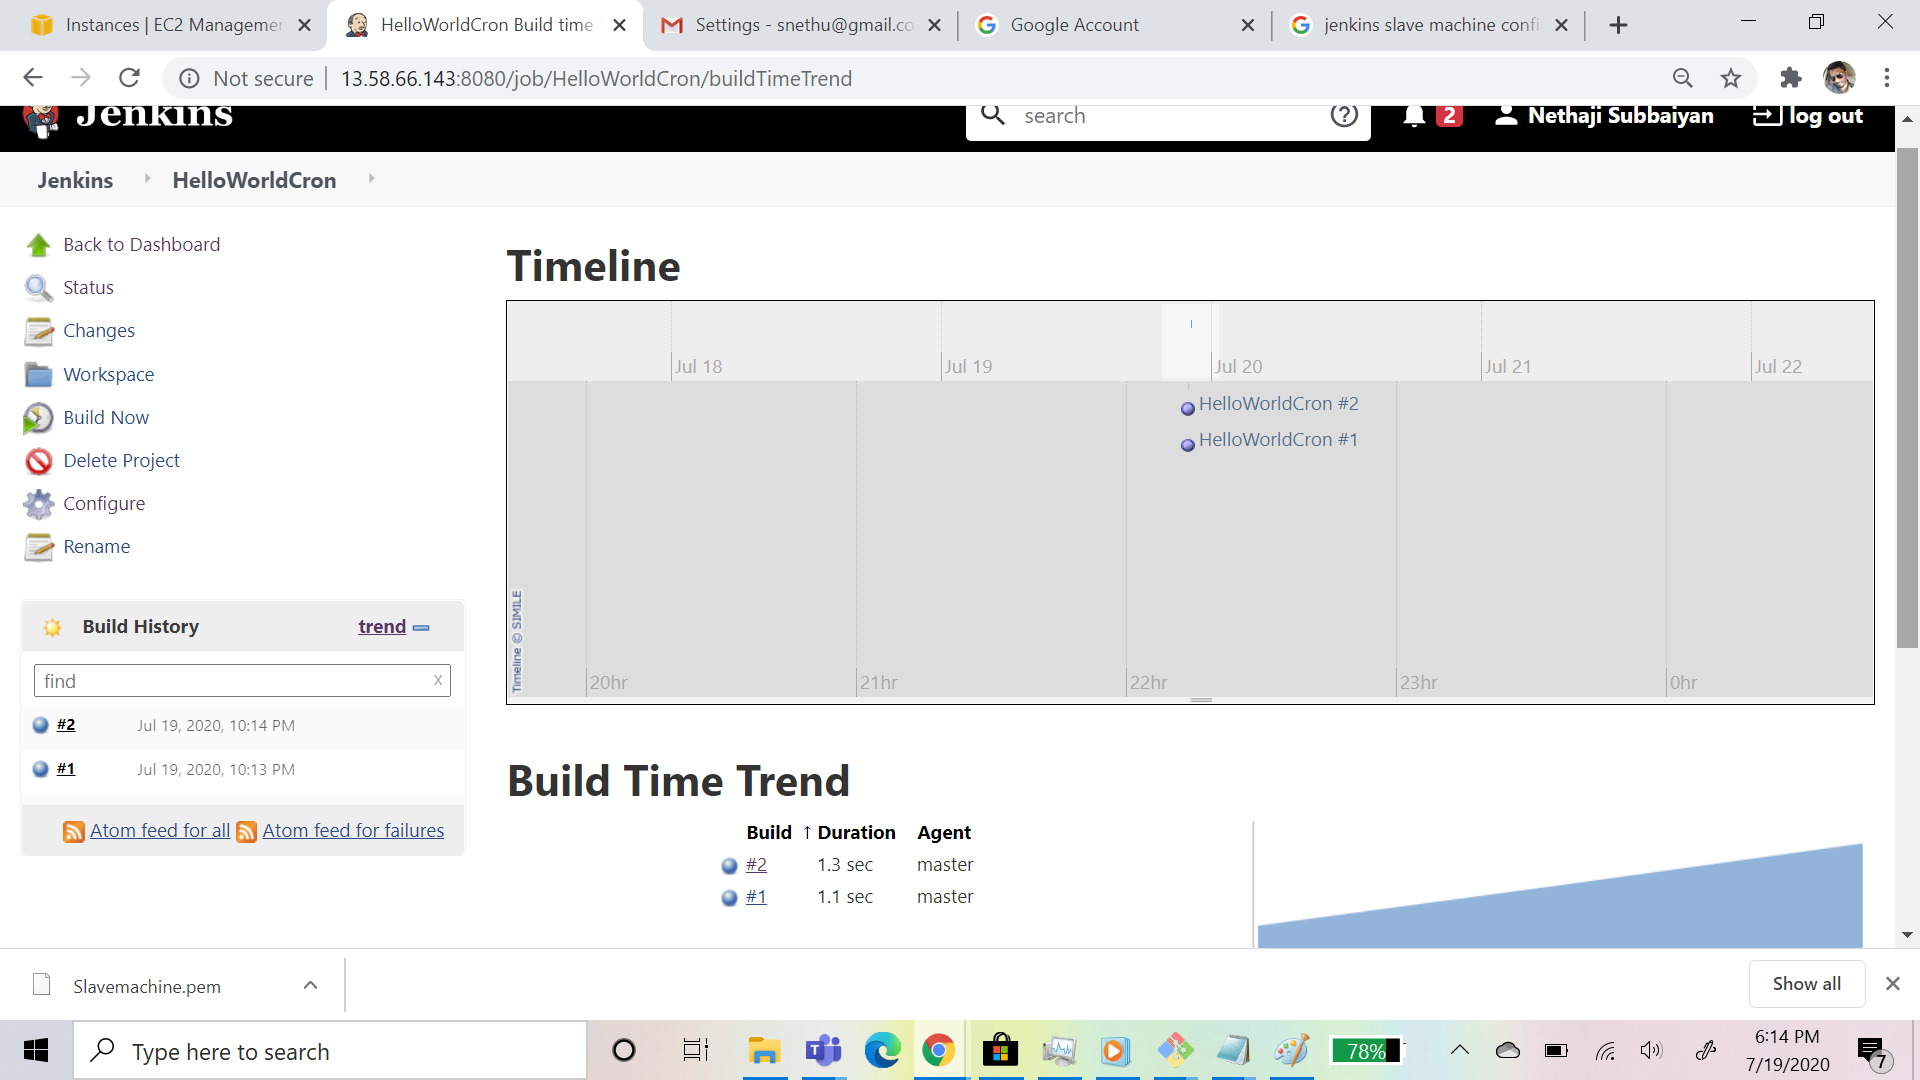 Instances | EC2 Managemer
HelloWorldCron Build time
Settings - snethu@gmail.co
Google Account
jenkins slave machine confi
Not secure
13.58.66.143:8080/job/HelloWorldCron/buildTimeTrend
Jenkins
search
2
Nethaji Subbaiyan
log out
Jenkins
HelloWorldCron
Back to Dashboard
Status
Changes
Workspace
Build Now
Delete Project
Configure
Rename
Build History
trend
find
x
#2
Jul 19, 2020, 10:14 PM
#1
Jul 19, 2020, 10:13 PM
Atom feed for all
Atom feed for failures
Timeline
Jul 18
Jul 19
Jul 20
Jul 21
Jul 22
HelloWorldCron #2
HelloWorldCron #1
Timeline © SIMILE
20hr
21hr
22hr
23hr
0hr
Build Time Trend
Build ↑ Duration Agent
#2 1.3 sec master
#1 1.1 sec master
Slavemachine.pem
Show all
Type here to search
78%
6:14 PM
7/19/2020
7